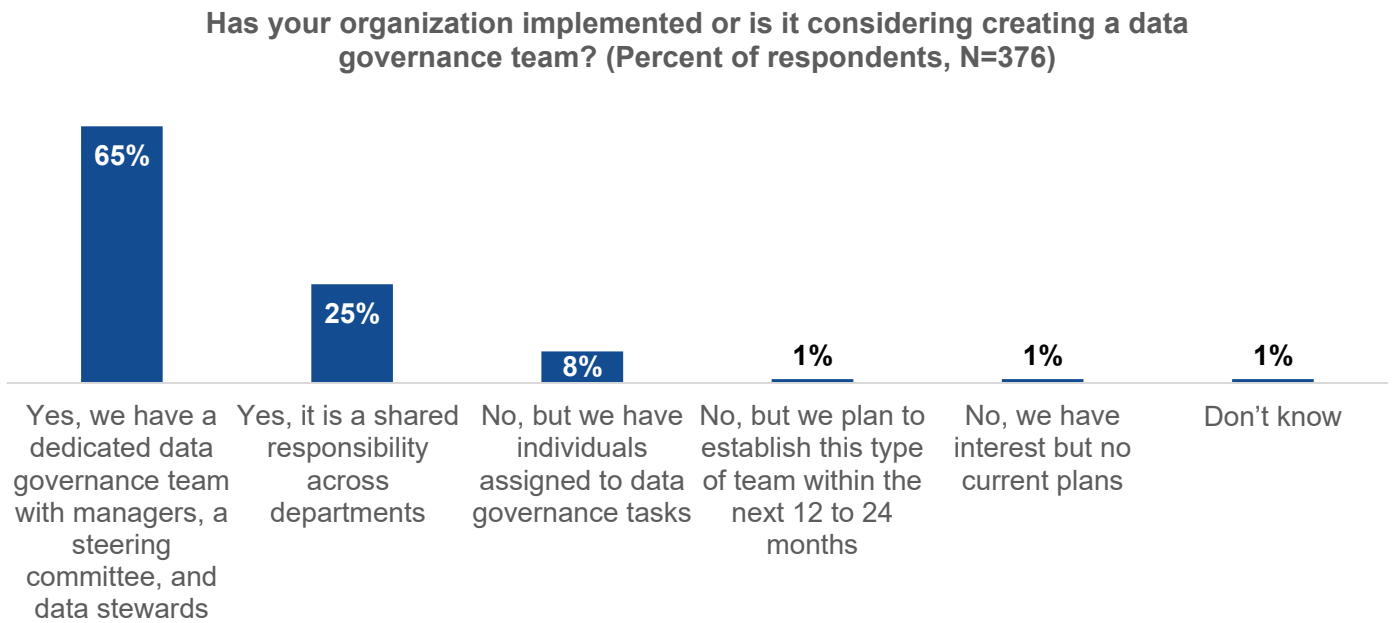 Has your organization implemented or is it considering creating a data
governance team? (Percent of respondents, N=376)
65%
25%
8%
1%
1%
1%
Yes, we have a
dedicated data
governance team
with managers, a
steering
committee, and
data stewards
Yes, it is a shared
responsibility
across
departments
No, but we have
individuals
assigned to data
governance tasks
No, but we plan to
establish this type
of team within the
next 12 to 24
months
No, we have
interest but no
current plans
Don’t know